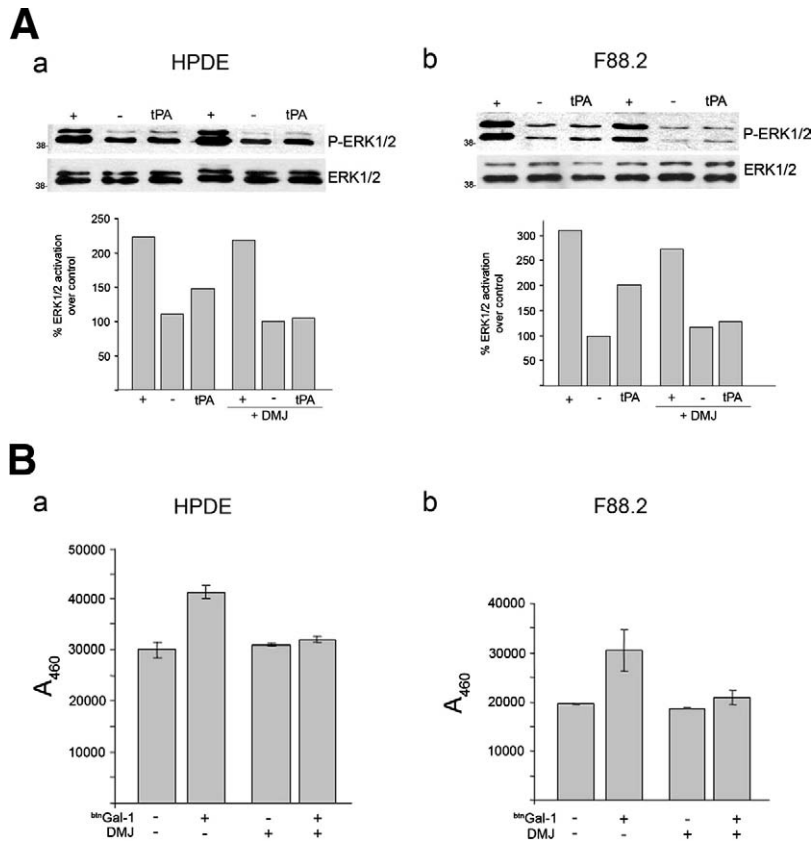 A
a HPDE
+ - tPA + - tPA
P-ERK1/2
38-
ERK1/2
38-
% ERK1/2 activation
over control
250
200
150
100
50
+ - tPA + - tPA
+ DMJ
b F88.2
+ - tPA + - tPA
P-ERK1/2
38-
ERK1/2
38-
% ERK1/2 activation
over control
300
250
200
150
100
50
+ - tPA + - tPA
+ DMJ
B
a HPDE
A460
50000
40000
30000
20000
10000
btnGal-1 - + - +
DMJ - - + +
b F88.2
A460
40000
30000
20000
10000
btnGal-1 - + - +
DMJ - - + +